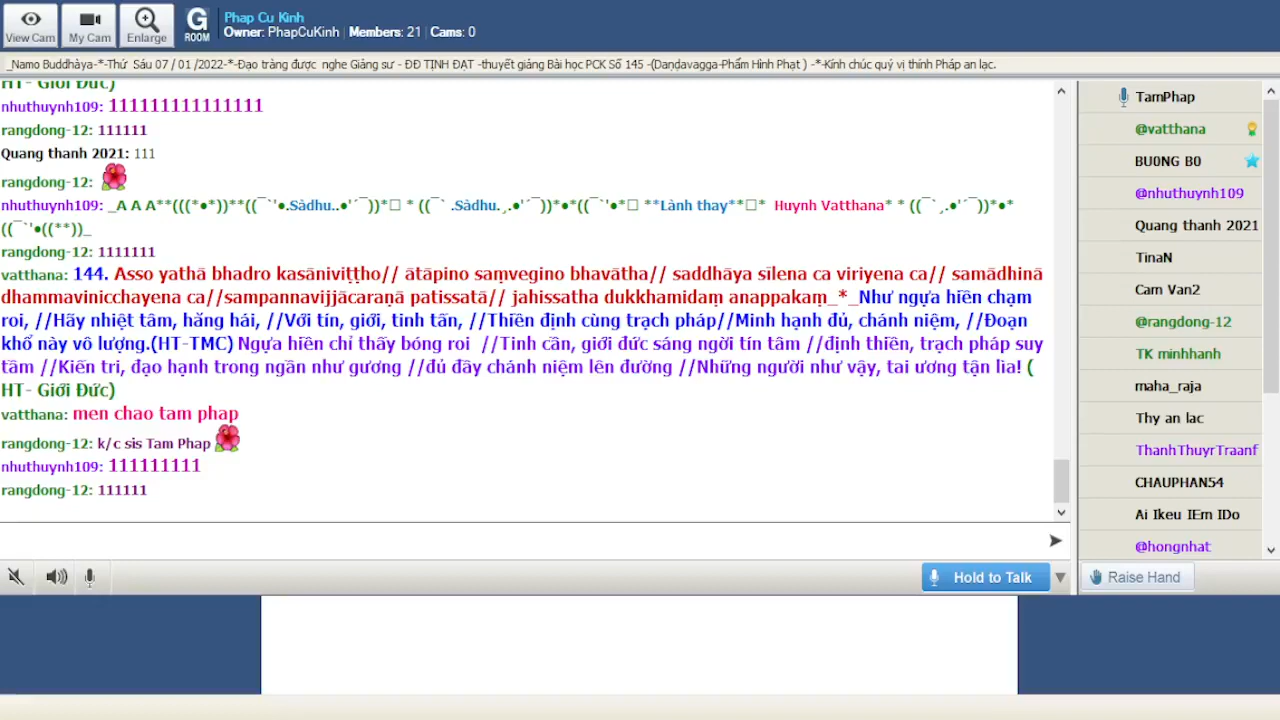 View Cam
My Cam
Enlarge
G
ROOM
Phap Cu Kinh
Owner: PhapCuKinh | Members: 21 | Cams: 0
_Namo Buddhàya-*-Thứ Sáu 07 / 01 /2022-*-Đạo tràng được nghe Giảng sư - ĐĐ TỊNH ĐẠT -thuyết giảng Bài học PCK Số 145 -(Daṇḍavagga-Phẩm Hình Phạt ) -*-Kính chúc quý vị thính Pháp an lạc.
HT- Giới Đức)
nhuthuynh109: 111111111111111
rangdong-12: 111111
Quang thanh 2021: 111
rangdong-12:
nhuthuynh109: _A A A**(((*•*))**((¯`'•.Sàdhu..•'´¯))*□ * ((¯` .Sàdhu.¸.•'´¯))*•*((¯`'•*□ **Lành thay**□* Huynh Vatthana* * ((¯`¸.•'´¯))*•*
((¯`'•((**))_
rangdong-12: 1111111
vatthana: 144. Asso yathā bhadro kasāniviṭṭho// ātāpino saṃvegino bhavātha// saddhāya sīlena ca viriyena ca// samādhinā
dhammavinicchayena ca//sampannavijjācaraṇā patissatā// jahissatha dukkhamidaṃ anappakaṃ_*_Như ngựa hiền chạm
roi, //Hãy nhiệt tâm, hăng hái, //Với tín, giới, tinh tấn, //Thiền định cùng trạch pháp//Minh hạnh đủ, chánh niệm, //Đoạn
khổ này vô lượng.(HT-TMC) Ngựa hiền chỉ thấy bóng roi //Tinh cần, giới đức sáng ngời tín tâm //định thiền, trạch pháp suy
tầm //Kiến tri, đạo hạnh trong ngần như gương //đủ đầy chánh niệm lên đường //Những người như vậy, tai ương tận lìa! (
HT- Giới Đức)
vatthana: men chao tam phap
rangdong-12: k/c sis Tam Phap
nhuthuynh109: 111111111
rangdong-12: 111111
TamPhap
@vatthana
BU0NG B0
@nhuthuynh109
Quang thanh 2021
TinaN
Cam Van2
@rangdong-12
TK minhhanh
maha_raja
Thy an lac
ThanhThuyrTraanf
CHAUPHAN54
Ai Ikeu IEm IDo
@hongnhat
Hold to Talk
Raise Hand